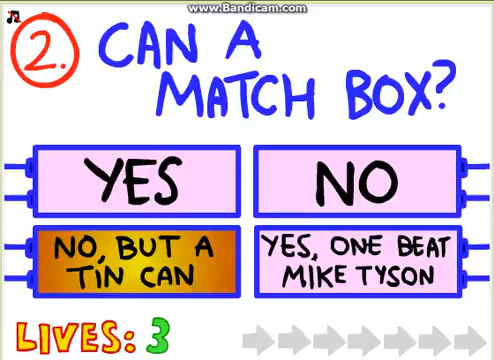 www.Bandicam.com
2. CAN A
MATCH BOX?
YES
NO
NO, BUT A
TIN CAN
YES, ONE BEAT
MIKE TYSON
LIVES: 3